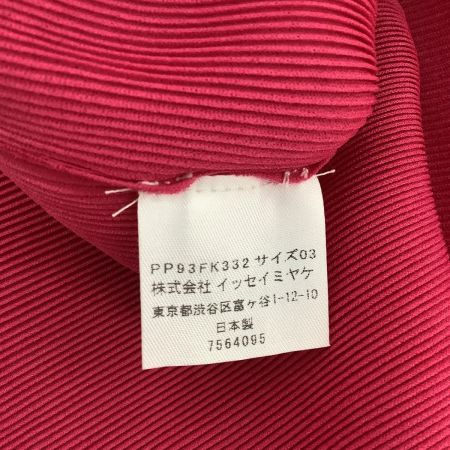 PP93FK332 サイズ03
株式会社 イッセイミヤケ
東京都渋谷区富ヶ谷1-12-10
日本製
7564095